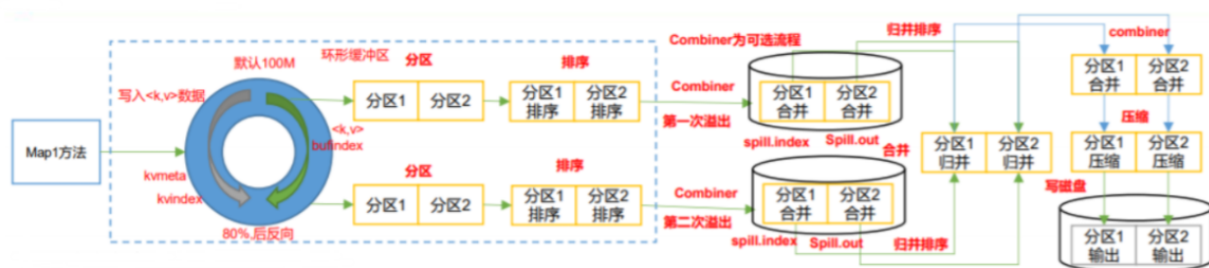 Map1方法
写入<k,v>数据
默认100M
环形缓冲区
<k,v>
bufindex
kvmeta
kvindex
80%,后反向
分区
分区1
分区2
排序
分区1
排序
分区2
排序
分区
分区1
分区2
排序
分区1
排序
分区2
排序
Combiner为可选流程
Combiner
第一次溢出
分区1
合并
分区2
合并
spill.index
Spill.out
Combiner
第二次溢出
分区1
合并
分区2
合并
spill.index
Spill.out
归并排序
合并
归并排序
分区1
归并
分区2
归并
combiner
分区1
合并
分区2
合并
压缩
分区1
压缩
分区2
压缩
写磁盘
分区1
输出
分区2
输出